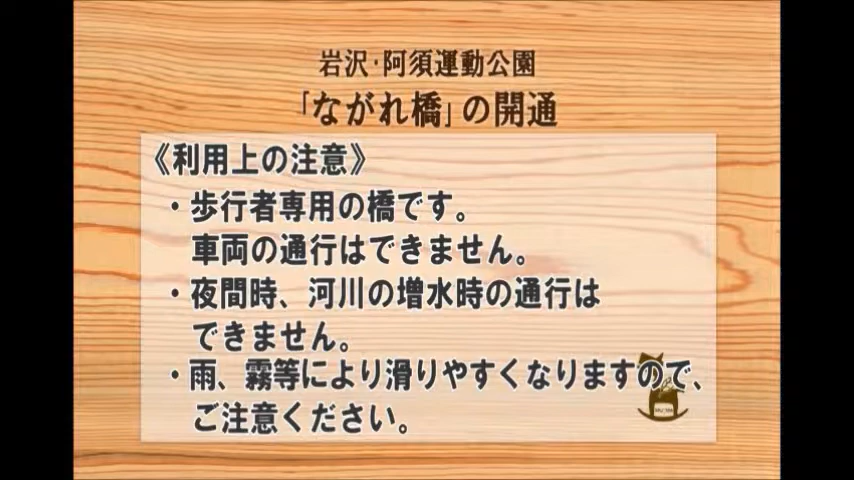 岩沢・阿須運動公園
「ながれ橋」の開通
《利用上の注意》
・歩行者専用の橋です。
車両の通行はできません。
・夜間時、河川の増水時の通行は
できません。
・雨、霧等により滑りやすくなりますので、
ご注意ください。